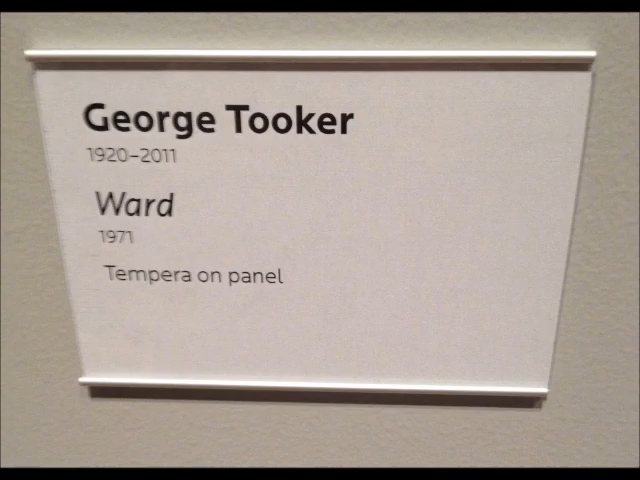 George Tooker
1920–2011
Ward
1971
Tempera on panel